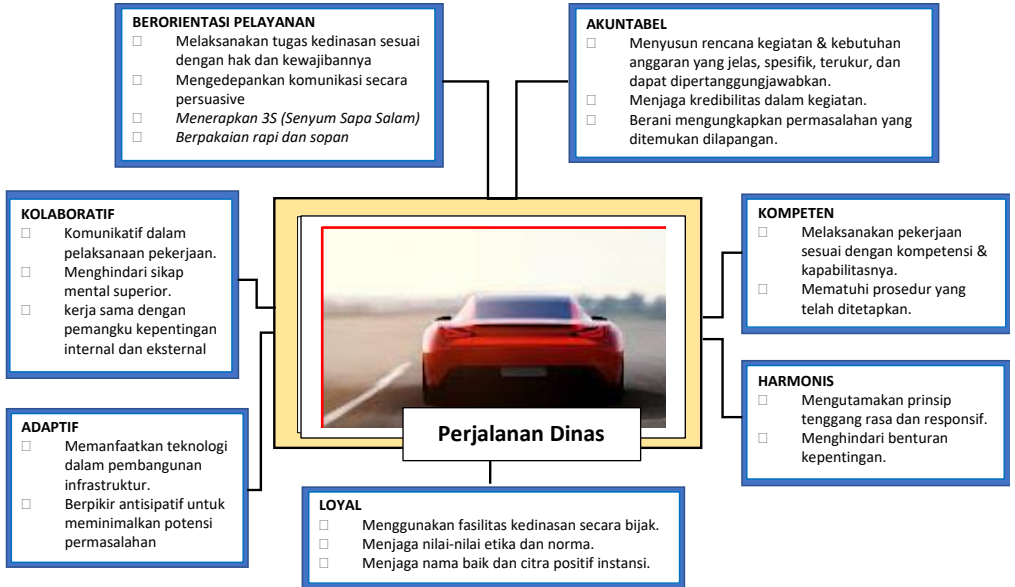 BERORIENTASI PELAYANAN
□ Melaksanakan tugas kedinasan sesuai
dengan hak dan kewajibannya
□ Mengedepankan komunikasi secara
persuasive
□ Menerapkan 3S (Senyum Sapa Salam)
□ Berpakaian rapi dan sopan
AKUNTABEL
□ Menyusun rencana kegiatan & kebutuhan
anggaran yang jelas, spesifik, terukur, dan
dapat dipertanggungjawabkan.
□ Menjaga kredibilitas dalam kegiatan.
□ Berani mengungkapkan permasalahan yang
ditemukan dilapangan.
KOLABORATIF
□ Komunikatif dalam
pelaksanaan pekerjaan.
□ Menghindari sikap
mental superior.
□ kerja sama dengan
pemangku kepentingan
internal dan eksternal
KOMPETEN
□ Melaksanakan pekerjaan
sesuai dengan kompetensi &
kapabilitasnya.
□ Mematuhi prosedur yang
telah ditetapkan.
HARMONIS
□ Mengutamakan prinsip
tenggang rasa dan responsif.
□ Menghindari benturan
kepentingan.
ADAPTIF
□ Memanfaatkan teknologi
dalam pembangunan
infrastruktur.
□ Berpikir antisipatif untuk
meminimalkan potensi
permasalahan
Perjalanan Dinas
LOYAL
□ Menggunakan fasilitas kedinasan secara bijak.
□ Menjaga nilai-nilai etika dan norma.
□ Menjaga nama baik dan citra positif instansi.